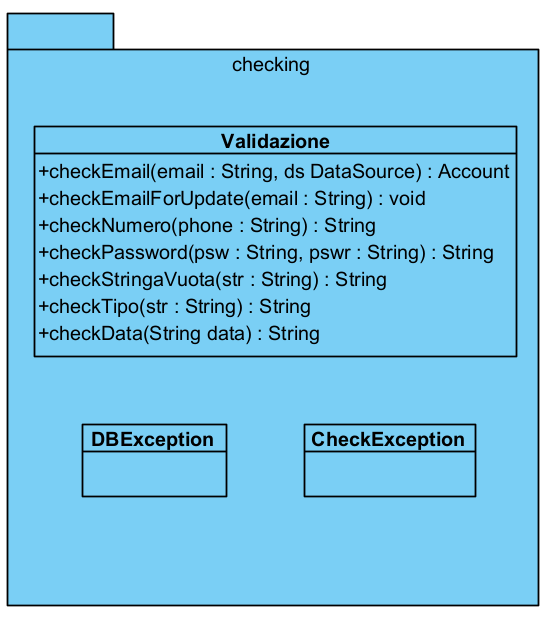 checking
Validazione
+checkEmail(email : String, ds DataSource) : Account
+checkEmailForUpdate(email : String) : void
+checkNumero(phone : String) : String
+checkPassword(psw : String, pswr : String) : String
+checkStringaVuota(str : String) : String
+checkTipo(str : String) : String
+checkData(String data) : String
DBException
CheckException